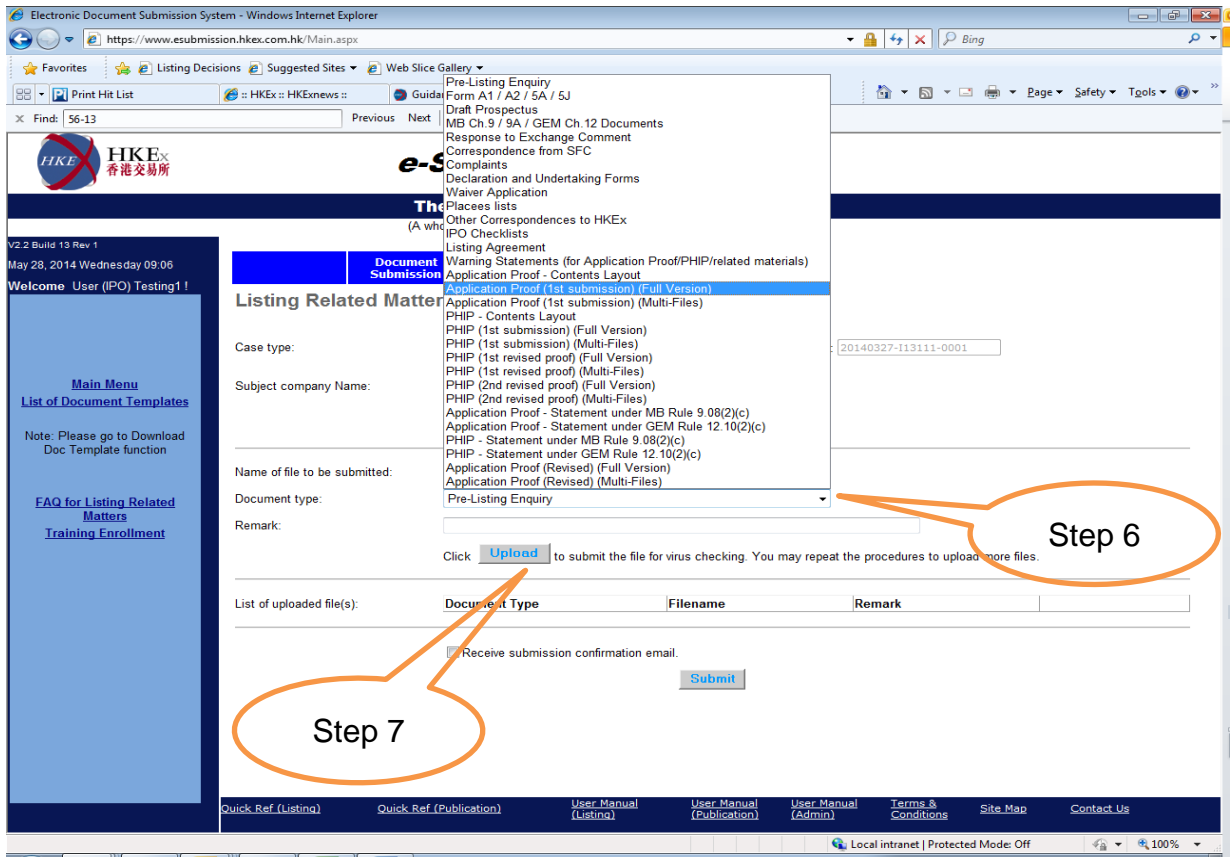 Electronic Document Submission System - Windows Internet Explorer
https://www.esubmission.hkex.com.hk/Main.aspx
Bing
Favorites
Listing Decisions
Suggested Sites
Web Slice Gallery
Print Hit List
:: HKEx :: HKExnews ::
Page
Safety
Tools
Find: 56-13
Previous Next
HKEx
HKEx
香港交易所
V2.2 Build 13 Rev 1
May 28, 2014 Wednesday 09:06
Welcome User (IPO) Testing1 !
Main Menu
List of Document Templates
Note: Please go to Download
Doc Template function
FAQ for Listing Related
Matters
Training Enrollment
The
(A
Document
Submission
Listing Related
Case type:
20140327-I13111-0001
Subject company Name:
Pre-Listing Enquiry
Form A1 / A2 / 5A / 5J
Draft Prospectus
MB Ch.9 / 9A / GEM Ch.12 Documents
Response to Exchange Comment
Correspondence from SFC
Complaints
Declaration and Undertaking Forms
Waiver Application
Placees lists
Other Correspondences to HKEx
IPO Checklists
Listing Agreement
Warning Statements (for Application Proof/PHIP/related materials)
Application Proof - Contents Layout
Application Proof (1st submission) (Full Version)
Application Proof (1st submission) (Multi-Files)
PHIP - Contents Layout
PHIP (1st submission) (Full Version)
PHIP (1st submission) (Multi-Files)
PHIP (1st revised proof) (Full Version)
PHIP (1st revised proof) (Multi-Files)
PHIP (2nd revised proof) (Full Version)
PHIP (2nd revised proof) (Multi-Files)
Application Proof - Statement under MB Rule 9.08(2)(c)
Application Proof - Statement under GEM Rule 12.10(2)(c)
PHIP - Statement under MB Rule 9.08(2)(c)
PHIP - Statement under GEM Rule 12.10(2)(c)
Application Proof (Revised) (Full Version)
Application Proof (Revised) (Multi-Files)
Name of file to be submitted:
Document type: Pre-Listing Enquiry
Remark:
Step 6
Click Upload to submit the file for virus checking. You may repeat the procedures to upload more files.
List of uploaded file(s): Document Type Filename Remark
Receive submission confirmation email.
Submit
Step 7
Quick Ref (Listing) Quick Ref (Publication) User Manual (Listing) User Manual (Publication) User Manual (Admin) Terms & Conditions Site Map Contact Us
Local intranet | Protected Mode: Off 100%